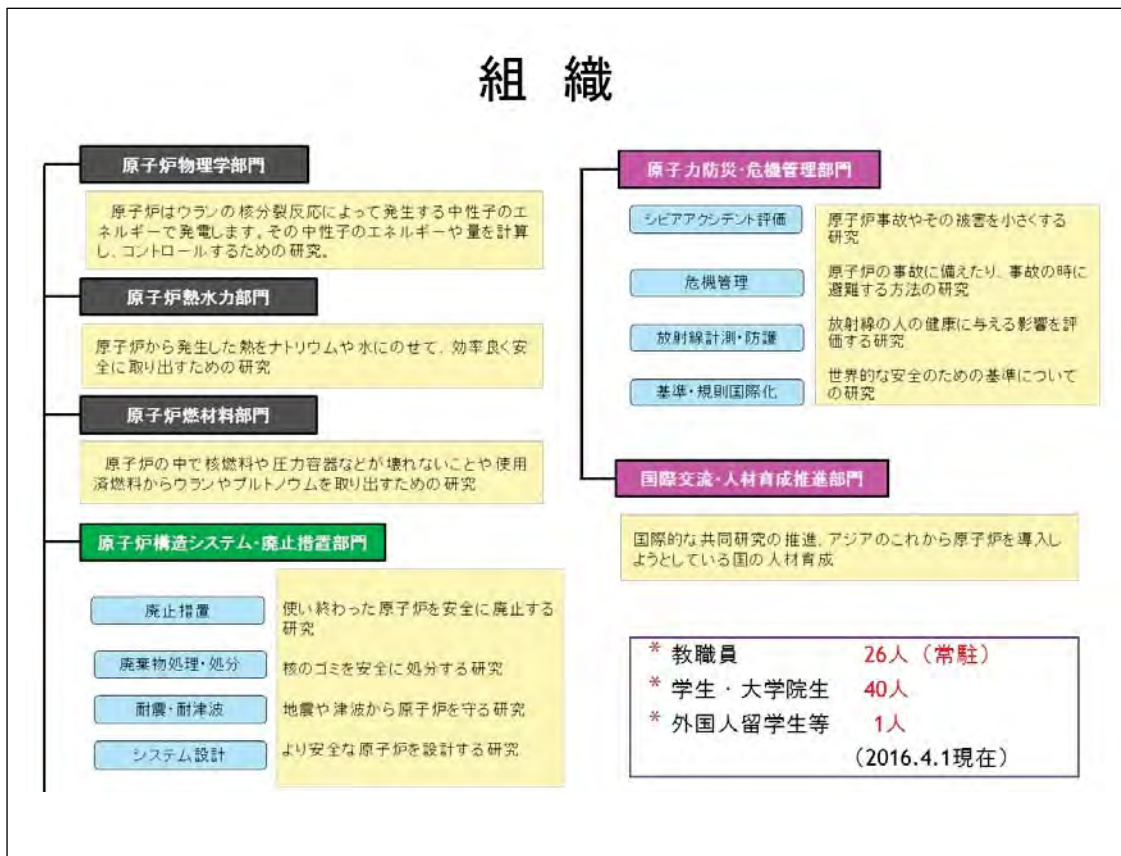 組 織
原子炉物理学部門
原子炉はウランの核分裂反応によって発生する中性子のエ
ネルギーで発電します。その中性子のエネルギーや量を計算
し、コントロールするための研究。
原子炉熱水力部門
原子炉から発生した熱をナトリウムや水にのせて、効率良く安
全に取り出すための研究
原子炉燃材料部門
原子炉の中で核燃料や圧力容器などが壊れないことや使用
済燃料からウランやプルトノウムを取り出すための研究
原子炉構造システム・廃止措置部門
廃止措置
使い終わった原子炉を安全に廃止する
研究
廃棄物処理・処分
核のゴミを安全に処分する研究
耐震・耐津波
地震や津波から原子炉を守る研究
システム設計
より安全な原子炉を設計する研究
原子力防災・危機管理部門
シビアアクシデント評価
原子炉事故やその被害を小さくする
研究
危機管理
原子炉の事故に備えたり、事故の時に
避難する方法の研究
放射線計測・防護
放射線の人の健康に与える影響を評
価する研究
基準・規則国際化
世界的な安全のための基準について
の研究
国際交流・人材育成推進部門
国際的な共同研究の推進、アジアのこれから原子炉を導入し
ようとしている国の人材育成
* 教職員 26人（常駐）
* 学生・大学院生 40人
* 外国人留学生等 1人
（2016.4.1現在）